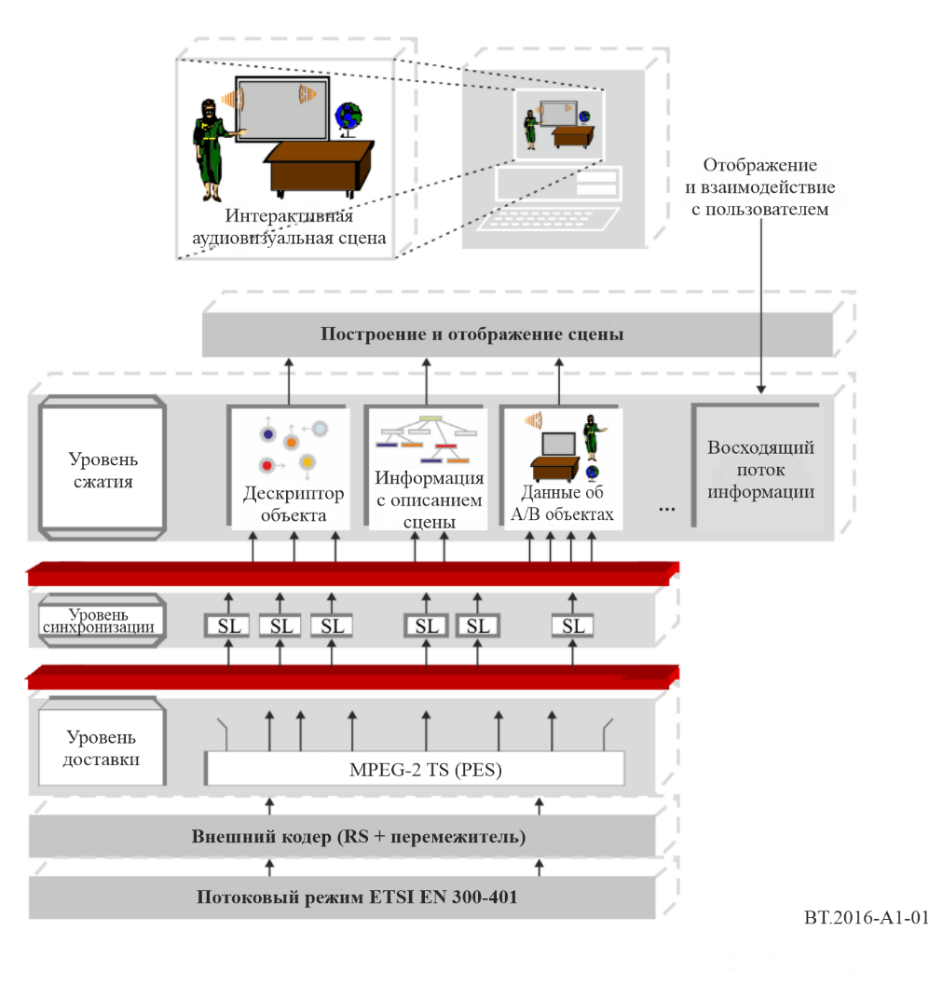 Интерактивная
аудиовизуальная сцена
Отображение
и взаимодействие
с пользователем
Построение и отображение сцены
Уровень
сжатия
Дескриптор
объекта
Информация
с описанием
сцены
Данные об
А/В объектах
...
Восходящий
поток
информации
Уровень
синхронизации
SL SL SL SL SL SL
Уровень
доставки
MPEG-2 TS (PES)
Внешний кодер (RS + перемежитель)
Потоковый режим ETSI EN 300-401
BT.2016-A1-01